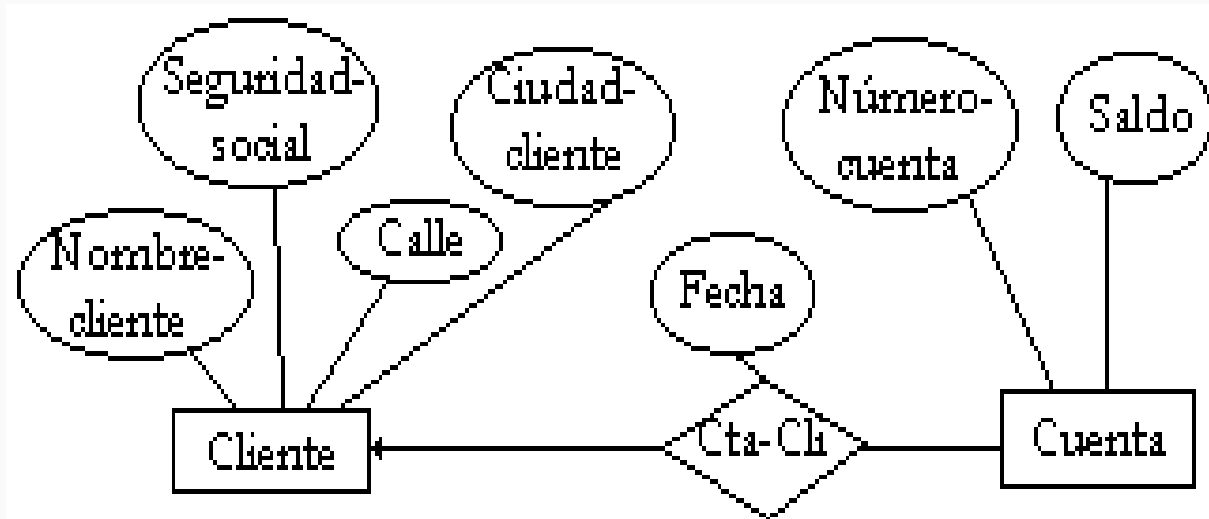 Seguridad-
social
Ciudad-
cliente
Número-
cuenta
Saldo
Nombre-
cliente
Calle
Fecha
Cliente
Cta-Cli
Cuenta